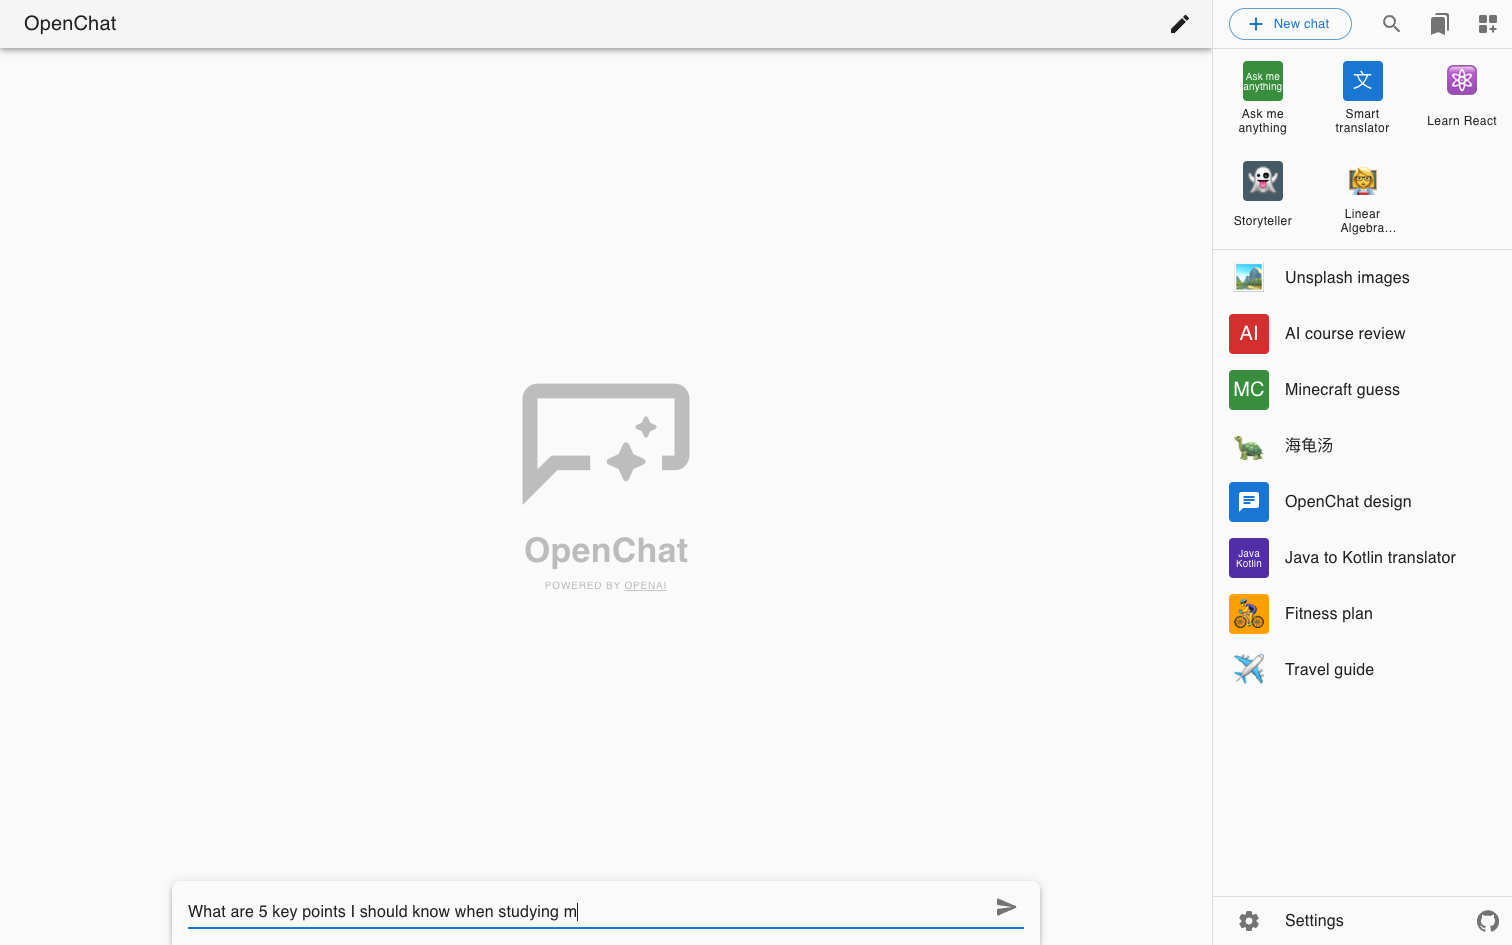 OpenChat
New chat
Ask me
anything
Ask me
anything
文
Smart
translator
Learn React
Storyteller
Linear
Algebra…
Unsplash images
AI
AI course review
MC
Minecraft guess
海龟汤
OpenChat design
Java
Kotlin
Java to Kotlin translator
Fitness plan
Travel guide
OpenChat
POWERED BY OPENAI
What are 5 key points I should know when studying m
Settings